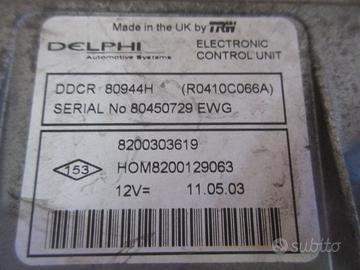 Made in the UK by TRW
DELPHI
Automotive Systems
ELECTRONIC
CONTROL UNIT
DDCR 80944H (R0410C066A)
SERIAL No 80450729 EWG
8200303619
153 HOM8200129063
12V= 11.05.03
subito